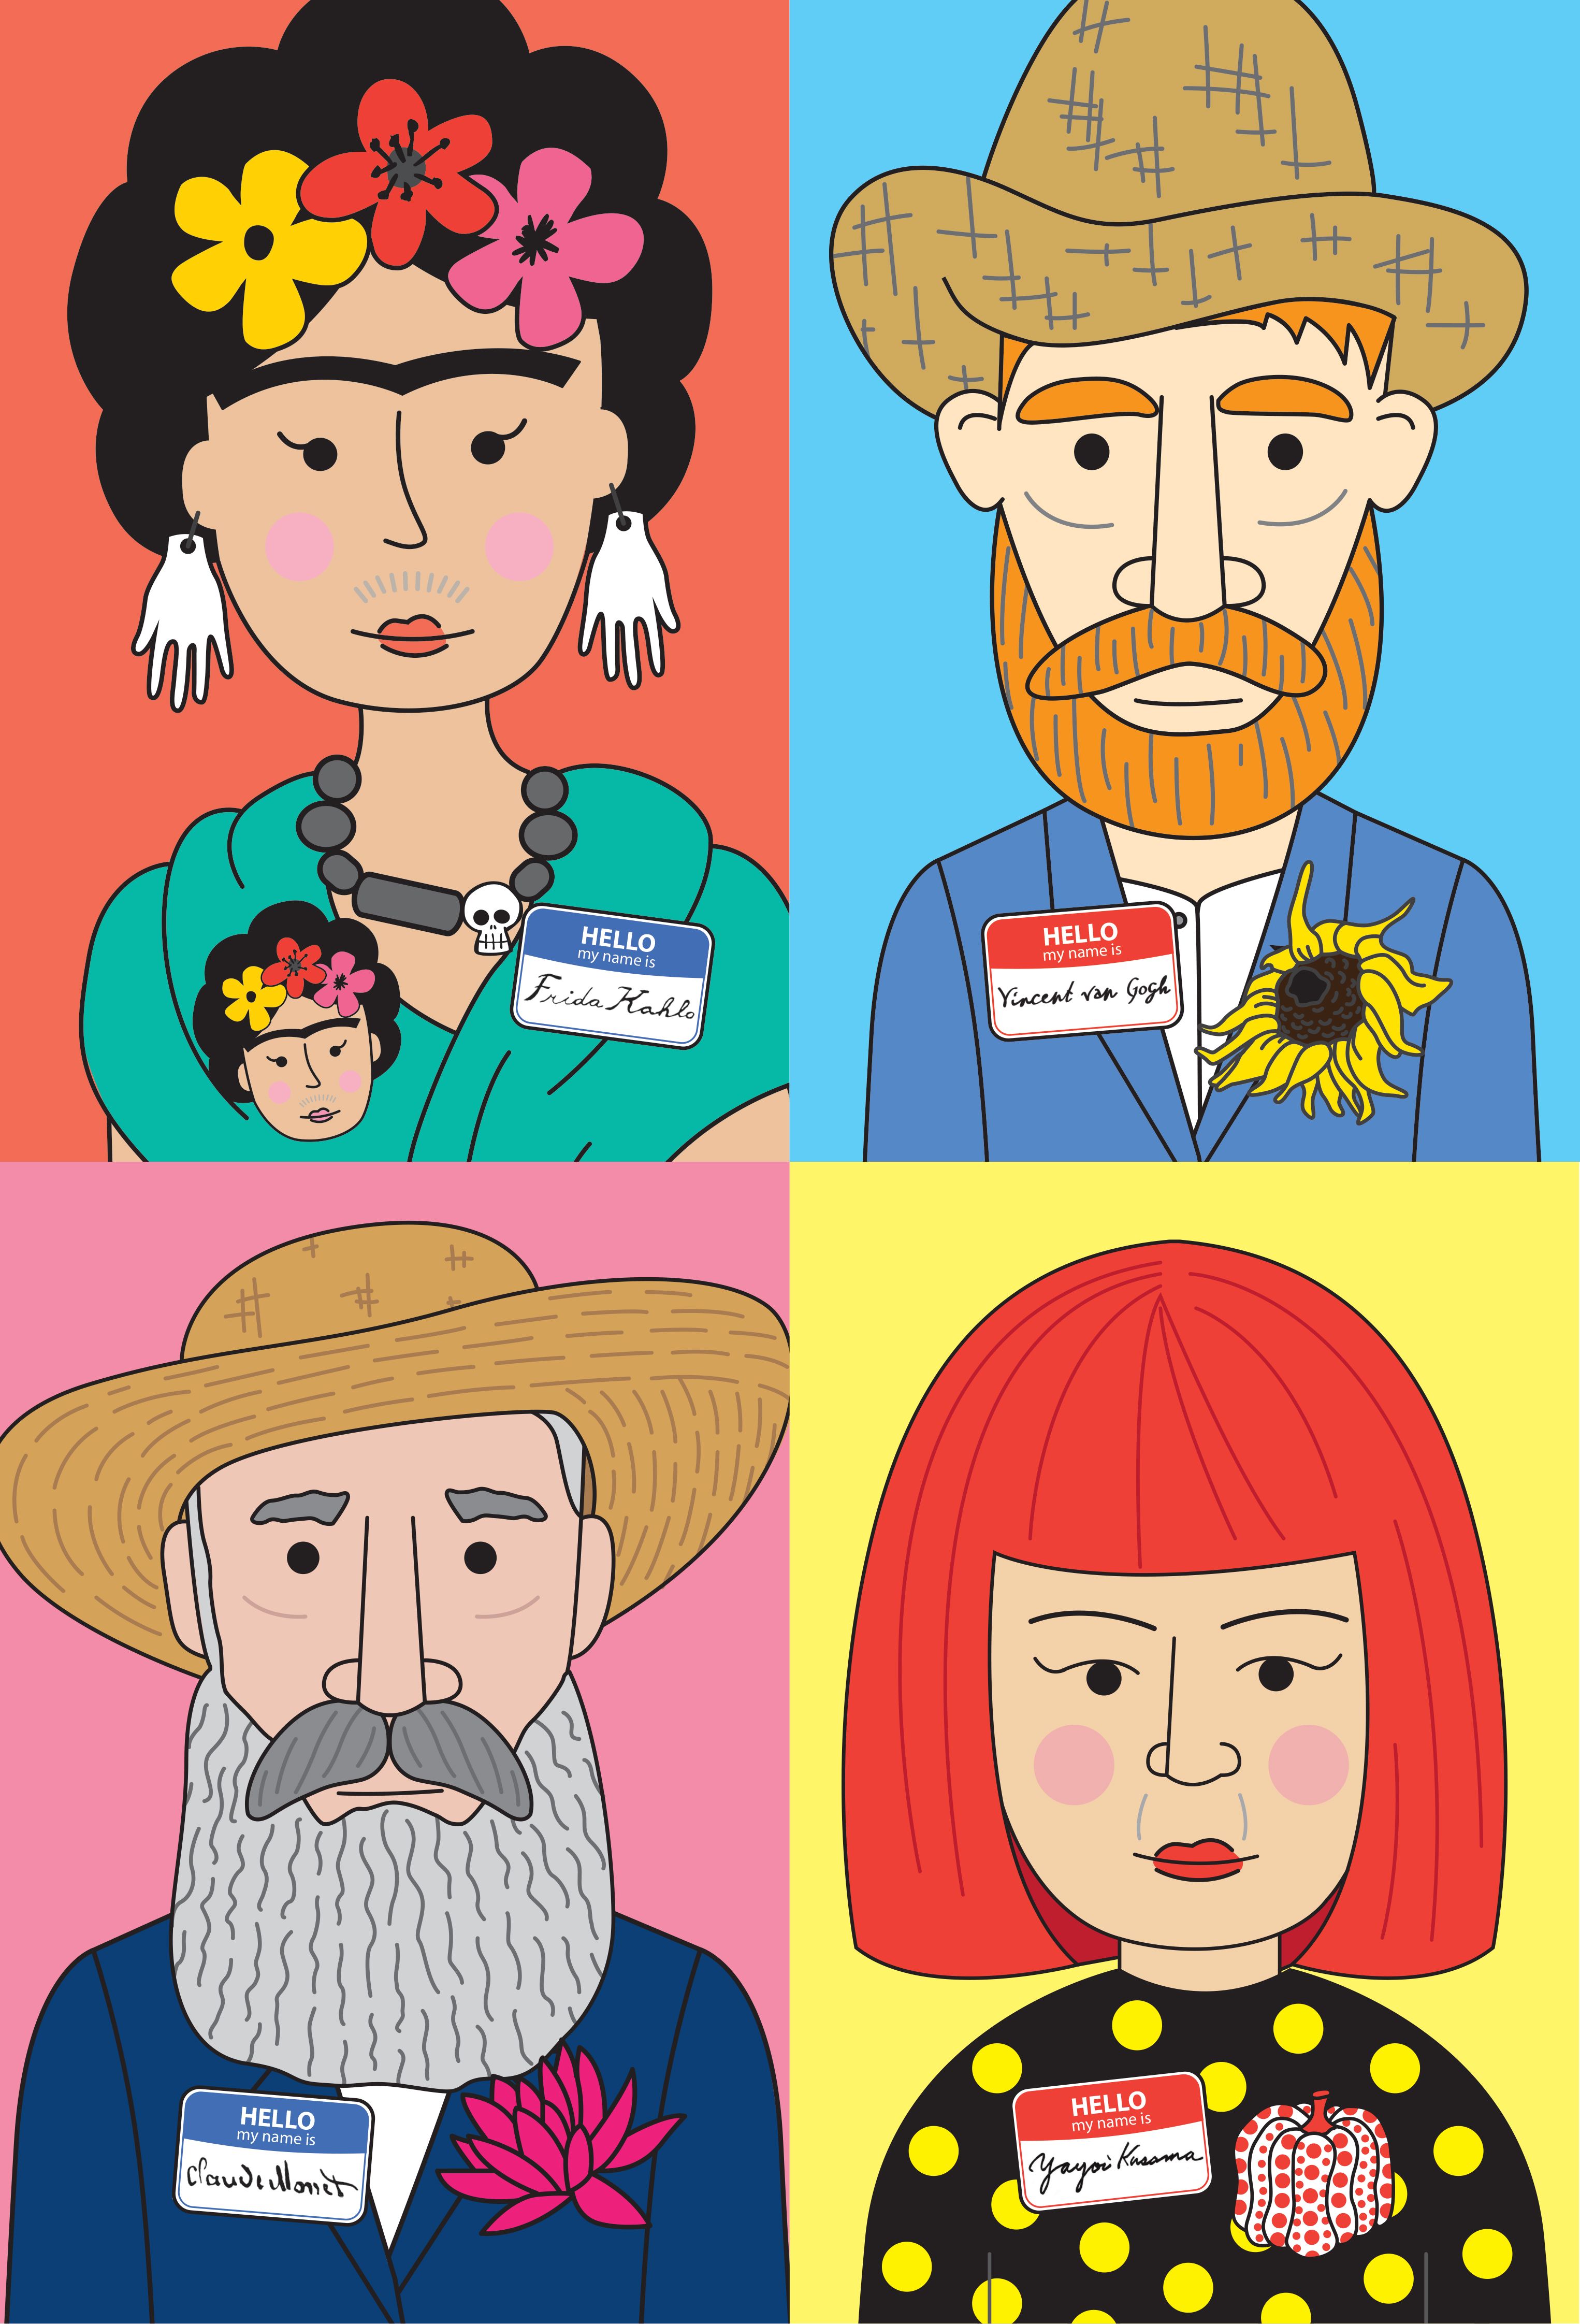 HELLO
my name is
Frida Kahlo
HELLO
my name is
Vincent van Gogh
HELLO
my name is
Claude Monet
HELLO
my name is
Yayoi Kusama